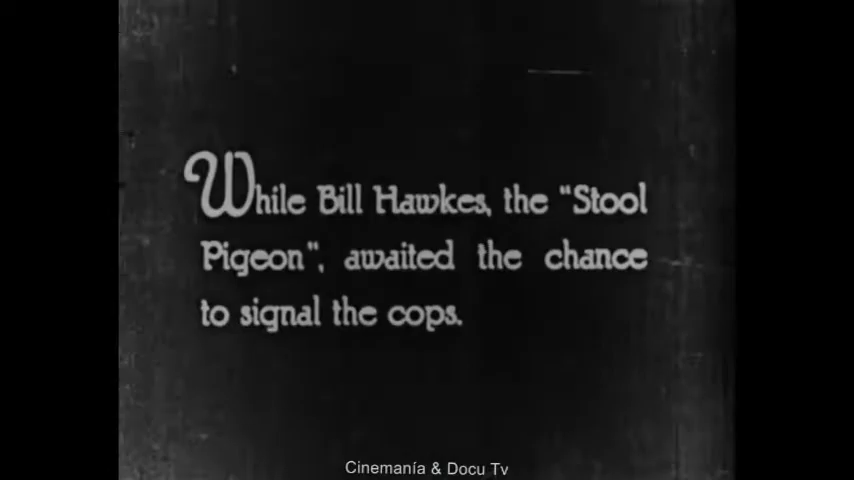 While Bill Hawkes, the "Stool
Pigeon", awaited the chance
to signal the cops.
Cinemanía & Docu Tv